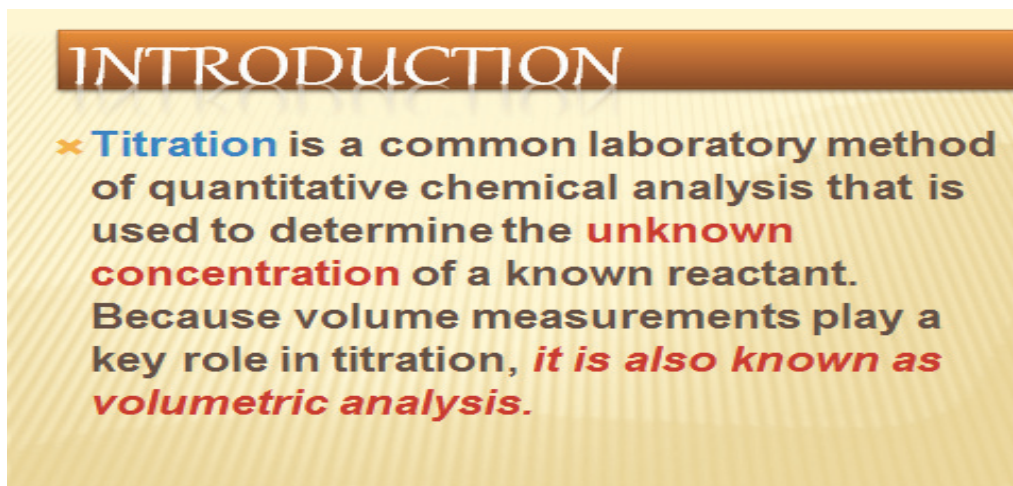 INTRODUCTION
Titration is a common laboratory method
of quantitative chemical analysis that is
used to determine the unknown
concentration of a known reactant.
Because volume measurements play a
key role in titration, it is also known as
volumetric analysis.